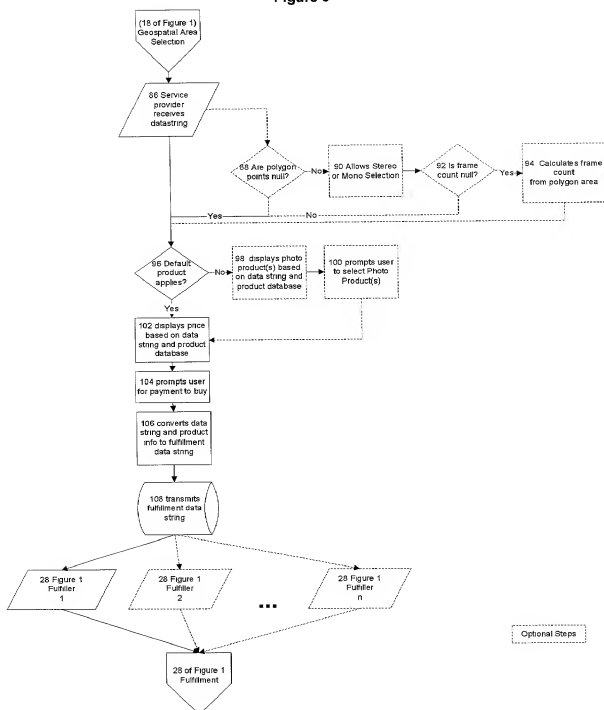 (18 of Figure 1)
Geospatial Area
Selection
86 Service
provider
receives
datastring
88 Are polygon
points null?
No
90 Allows Stereo
or Mono Selection
92 Is frame
count null?
Yes
94 Calculates frame
count
from polygon area
Yes
No
96 Default
product
apples?
No
98 displays photo
product(s) based
on data string and
product database
100 prompts user
to select Photo
Product(s)
Yes
102 displays price
based on data
string and product
database
104 prompts user
for payment to buy
106 converts data
string and product
info to fulfillment
data string
108 transmits
fulfillment data
string
28 Figure 1
Fulfiller
1
28 Figure 1
Fulfiller
2
...
28 Figure 1
Fulfiller
n
28 of Figure 1
Fulfillment
Optional Steps